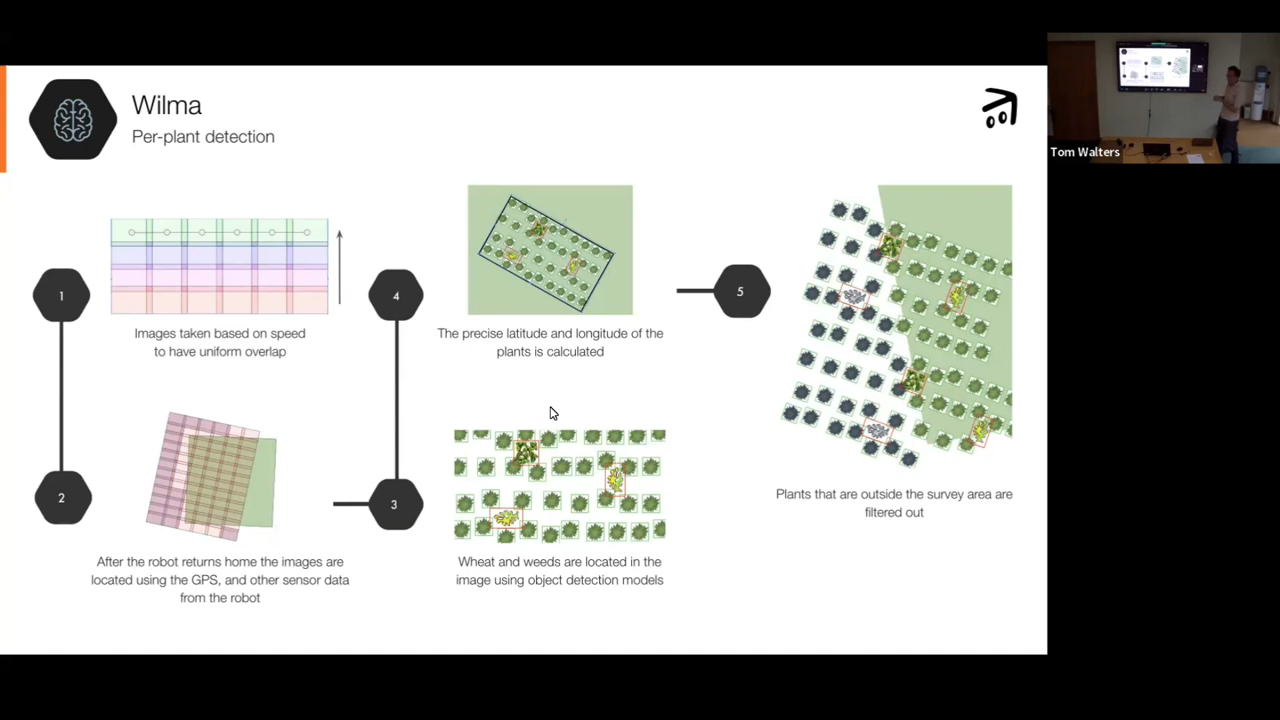 Wilma
Per-plant detection
Tom Walters
1
Images taken based on speed
to have uniform overlap
2
After the robot returns home the images are
located using the GPS, and other sensor data
from the robot
3
Wheat and weeds are located in the
image using object detection models
4
The precise latitude and longitude of the
plants is calculated
5
Plants that are outside the survey area are
filtered out